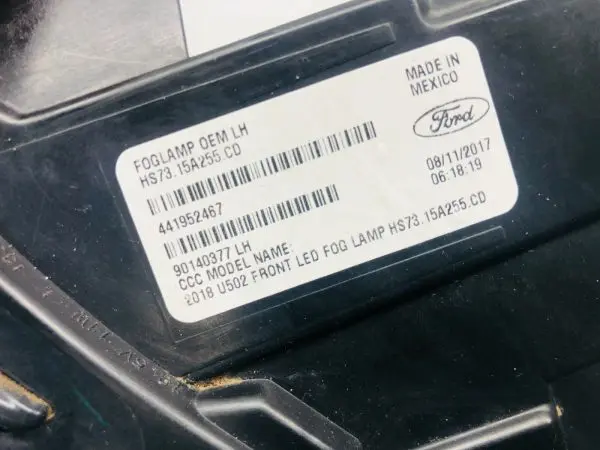 FOGLAMP OEM LH
HS73.15A255.CD
441952467
90140377 LH
CCC MODEL NAME:
2018 U502 FRONT LED FOG LAMP HS73.15A255.CD
MADE IN
MEXICO
Ford
08/11/2017
06:18:19